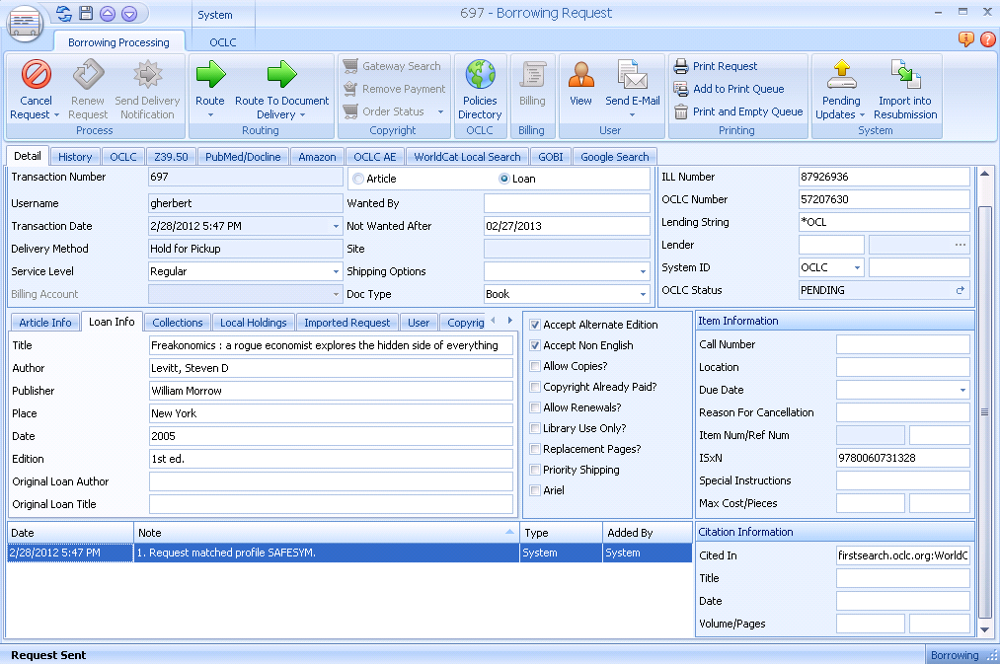 System
697 - Borrowing Request
Borrowing Processing
OCLC
Cancel Request
Renew Request
Send Delivery Notification
Process
Route
Route To Document Delivery
Routing
Gateway Search
Remove Payment
Order Status
Copyright
Policies Directory
OCLC
Billing
Billing
View
Send E-Mail
User
Print Request
Add to Print Queue
Print and Empty Queue
Printing
Pending Updates
Import into Resubmission
System
Detail History OCLC Z39.50 PubMed/Docline Amazon OCLC AE WorldCat Local Search GOBI Google Search
Transaction Number 697
Username gherbert
Transaction Date 2/28/2012 5:47 PM
Delivery Method Hold for Pickup
Service Level Regular
Billing Account
Article Loan
Wanted By
Not Wanted After 02/27/2013
Site
Shipping Options
Doc Type Book
ILL Number 87926936
OCLC Number 57207630
Lending String *OCL
Lender
System ID OCLC
OCLC Status PENDING
Article Info Loan Info Collections Local Holdings Imported Request User Copyrig
Title Freakonomics : a rogue economist explores the hidden side of everything
Author Levitt, Steven D
Publisher William Morrow
Place New York
Date 2005
Edition 1st ed.
Original Loan Author
Original Loan Title
Accept Alternate Edition
Accept Non English
Allow Copies?
Copyright Already Paid?
Allow Renewals?
Library Use Only?
Replacement Pages?
Priority Shipping
Ariel
Item Information
Call Number
Location
Due Date
Reason For Cancellation
Item Num/Ref Num
ISxN 9780060731328
Special Instructions
Max Cost/Pieces
Date Note Type Added By
2/28/2012 5:47 PM 1. Request matched profile SAFESYM. System System
Citation Information
Cited In firstsearch.oclc.org:WorldC
Title
Date
Volume/Pages
Request Sent
Borrowing